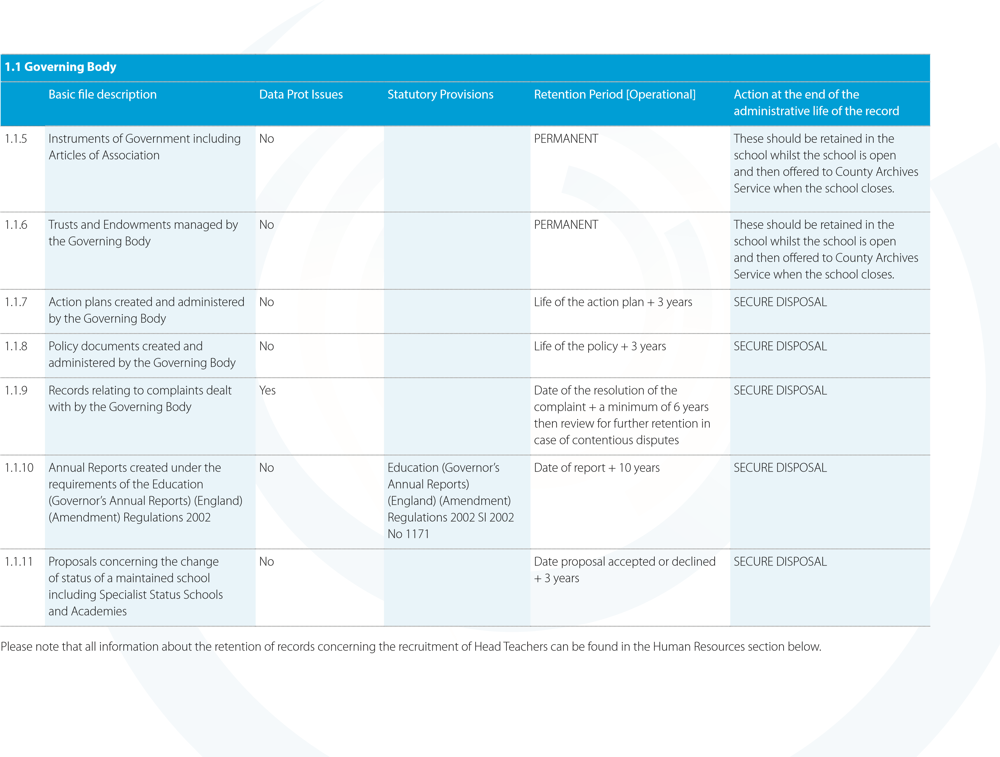 1.1 Governing Body
Basic file description Data Prot Issues Statutory Provisions Retention Period [Operational] Action at the end of the
administrative life of the record
1.1.5 Instruments of Government including No PERMANENT These should be retained in the
Articles of Association school whilst the school is open
and then offered to County Archives
Service when the school closes.
1.1.6 Trusts and Endowments managed by No PERMANENT These should be retained in the
the Governing Body school whilst the school is open
and then offered to County Archives
Service when the school closes.
1.1.7 Action plans created and administered No Life of the action plan + 3 years SECURE DISPOSAL
by the Governing Body
1.1.8 Policy documents created and No Life of the policy + 3 years SECURE DISPOSAL
administered by the Governing Body
1.1.9 Records relating to complaints dealt Yes Date of the resolution of the SECURE DISPOSAL
with by the Governing Body complaint + a minimum of 6 years
then review for further retention in
case of contentious disputes
1.1.10 Annual Reports created under the No Education (Governor’s Date of report + 10 years SECURE DISPOSAL
requirements of the Education Annual Reports)
(Governor’s Annual Reports) (England) (England) (Amendment)
(Amendment) Regulations 2002 Regulations 2002 SI 2002
No 1171
1.1.11 Proposals concerning the change No Date proposal accepted or declined SECURE DISPOSAL
of status of a maintained school + 3 years
including Specialist Status Schools
and Academies
Please note that all information about the retention of records concerning the recruitment of Head Teachers can be found in the Human Resources section below.